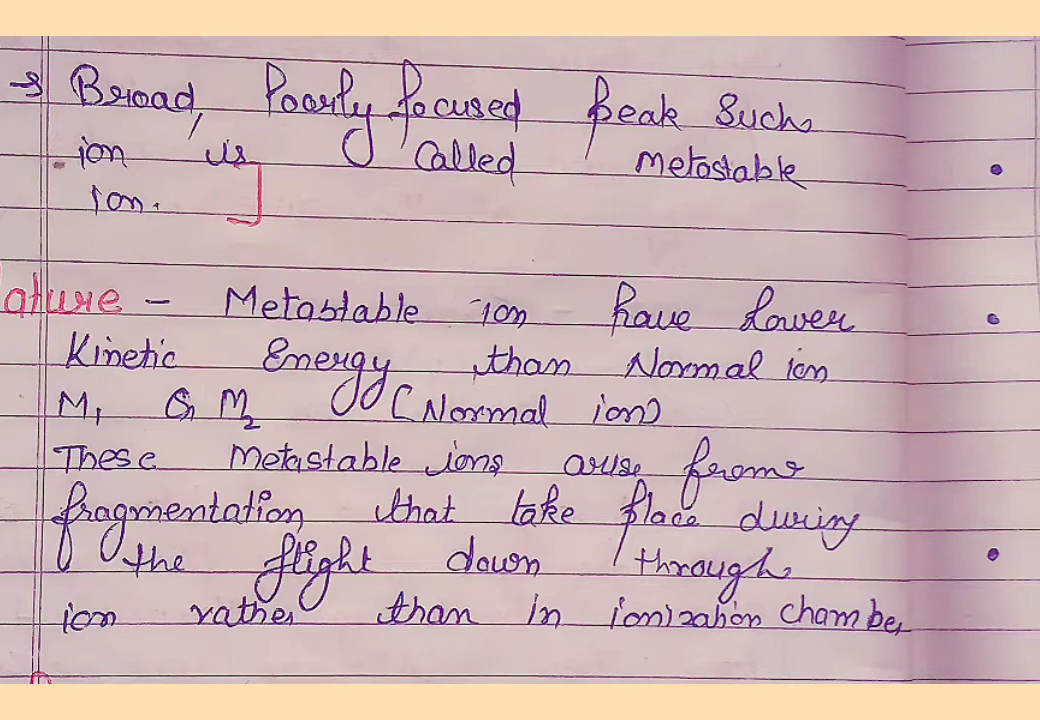 → Broad, Poorly focused peak Such
ion is called metastable
ion.
ature - Metastable ion have lower
Kinetic Energy than Normal ion
M₁ & M₂ (Normal ion)
These metastable ions arise from
fragmentation that take place during
the flight down through
ion rather than in ionization chamber